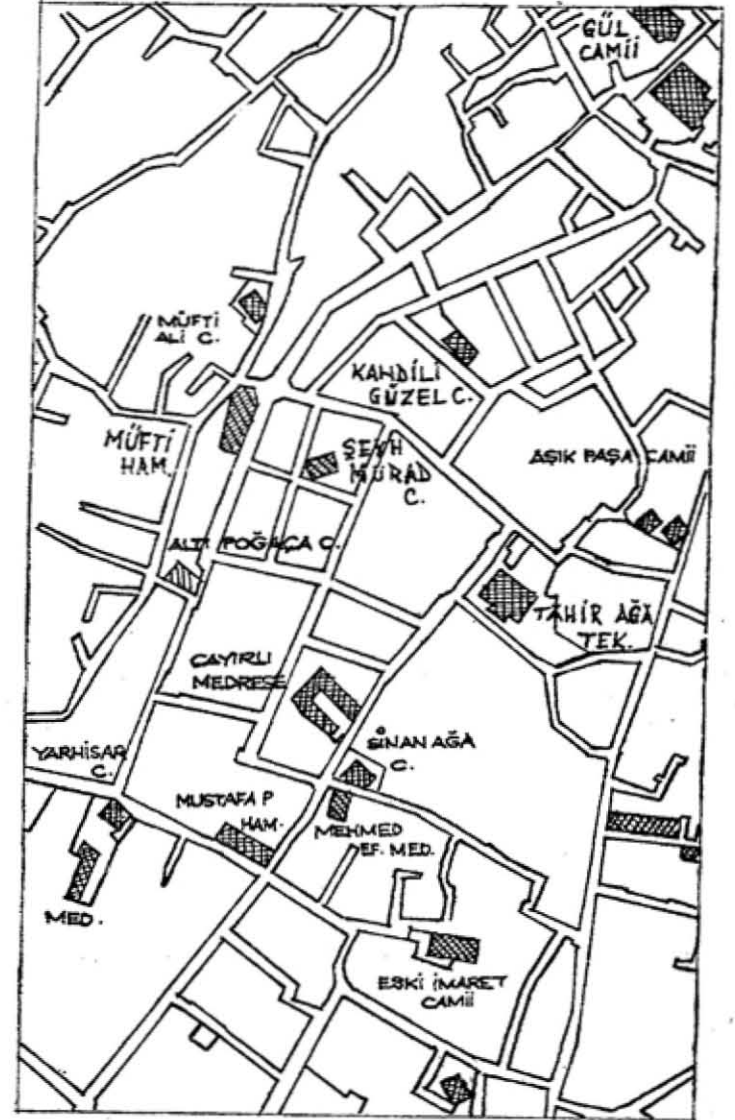 GÜL
CAMİİ
MÜFTİ
ALİ C.
KANDİLİ
GÜZEL C.
MÜFTİ
HAM.
ŞEYH
MURAD
C.
AŞIK PAŞA CAMİİ
ALTI POĞAÇA C.
TAHİR AĞA
TEK.
ÇAYIRLI
MEDRESE
SİNAN AĞA
C.
YARHİSAR
C.
MUSTAFA P
HAM.
MEHMED
EF. MED.
MED.
ESKİ İMARET
CAMİİ